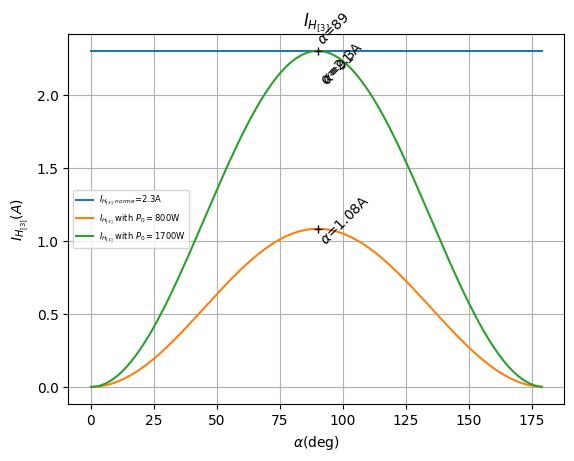 I_{H_{[3]}}
α=89
α=2.3A
α=91
2.0
1.5
1.0
0.5
0.0
I_{H_{[3]}}(A)
I_{H_{[3]}, norme}=2.3A
I_{H_{[3]}} with P_0 = 800W
I_{H_{[3]}} with P_0 = 1700W
α=1.08A
0 25 50 75 100 125 150 175
α(deg)